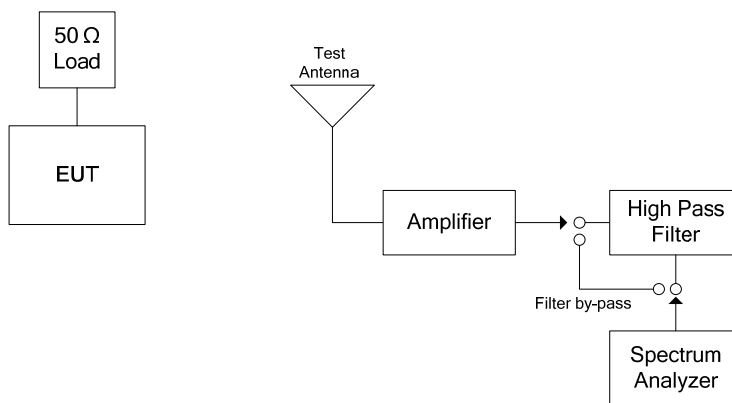 50 Ω
Load
EUT
Test
Antenna
Amplifier
High Pass
Filter
Filter by-pass
Spectrum
Analyzer